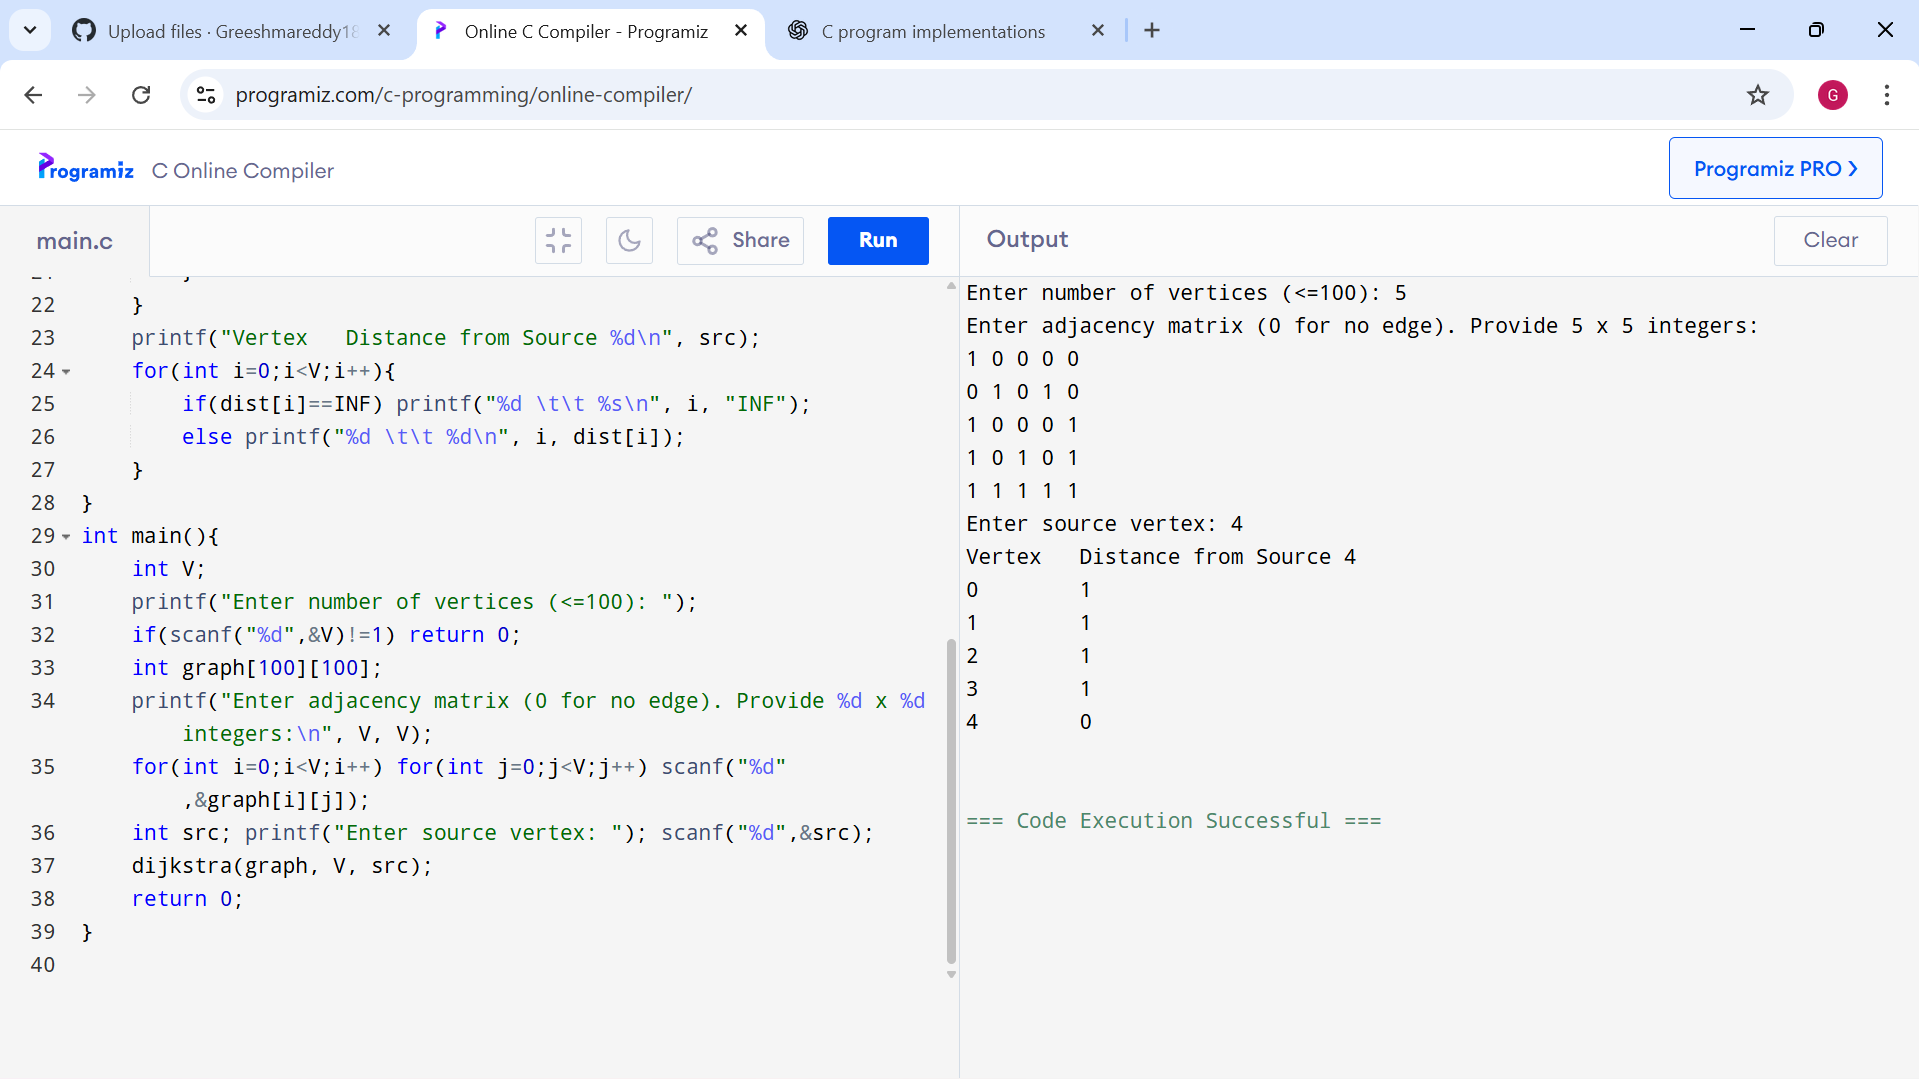 Upload files · Greeshmareddy18
Online C Compiler - Programiz
C program implementations
programiz.com/c-programming/online-compiler/
G
Programiz C Online Compiler
Programiz PRO
main.c
Share
Run
Output
Clear
22 }
23 printf("Vertex   Distance from Source %d\n", src);
24 for(int i=0;i<V;i++){
25 if(dist[i]==INF) printf("%d \t\t %s\n", i, "INF");
26 else printf("%d \t\t %d\n", i, dist[i]);
27 }
28 }
29 int main(){
30 int V;
31 printf("Enter number of vertices (<=100): ");
32 if(scanf("%d",&V)!=1) return 0;
33 int graph[100][100];
34 printf("Enter adjacency matrix (0 for no edge). Provide %d x %d
integers:\n", V, V);
35 for(int i=0;i<V;i++) for(int j=0;j<V;j++) scanf("%d"
,&graph[i][j]);
36 int src; printf("Enter source vertex: "); scanf("%d",&src);
37 dijkstra(graph, V, src);
38 return 0;
39 }
40
Enter number of vertices (<=100): 5
Enter adjacency matrix (0 for no edge). Provide 5 x 5 integers:
1 0 0 0 0
0 1 0 1 0
1 0 0 0 1
1 0 1 0 1
1 1 1 1 1
Enter source vertex: 4
Vertex   Distance from Source 4
0        1
1        1
2        1
3        1
4        0
=== Code Execution Successful ===